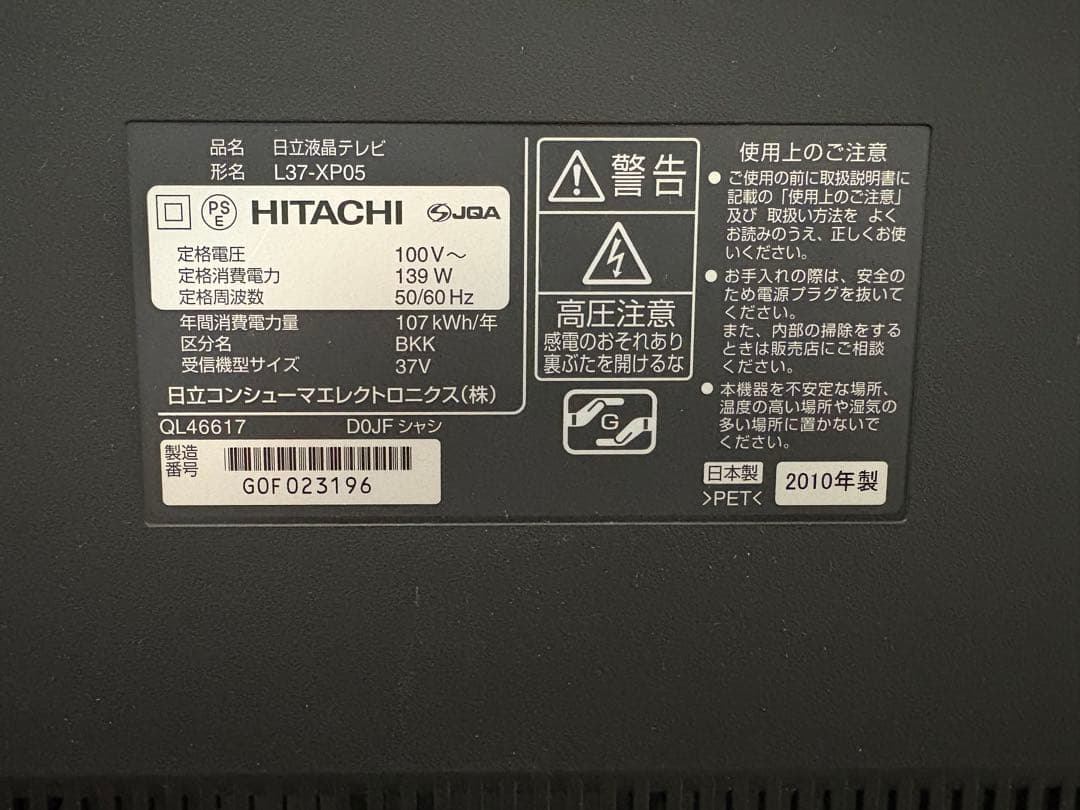 品名 日立液晶テレビ
形名 L37-XP05
PSE HITACHI JQA
定格電圧 100V～
定格消費電力 139W
定格周波数 50/60Hz
年間消費電力量 107kWh/年
区分名 BKK
受信機型サイズ 37V
日立コンシューマエレクトロニクス(株)
QL46617 D0JFシャシ
製造
番号
G0F023196
警告
高圧注意
感電のおそれあり
裏ぶたを開けるな
G
使用上のご注意
●ご使用の前に取扱説明書に
記載の「使用上のご注意」
及び 取扱い方法を よく
お読みのうえ、正しくお使
いください。
●お手入れの際は、安全の
ため電源プラグを抜いて
ください。
また、内部の掃除をする
ときは販売店にご相談
ください。
●本機器を不安定な場所、
温度の高い場所や湿気の
多い場所に置かないで
ください。
日本製
>PET<
2010年製